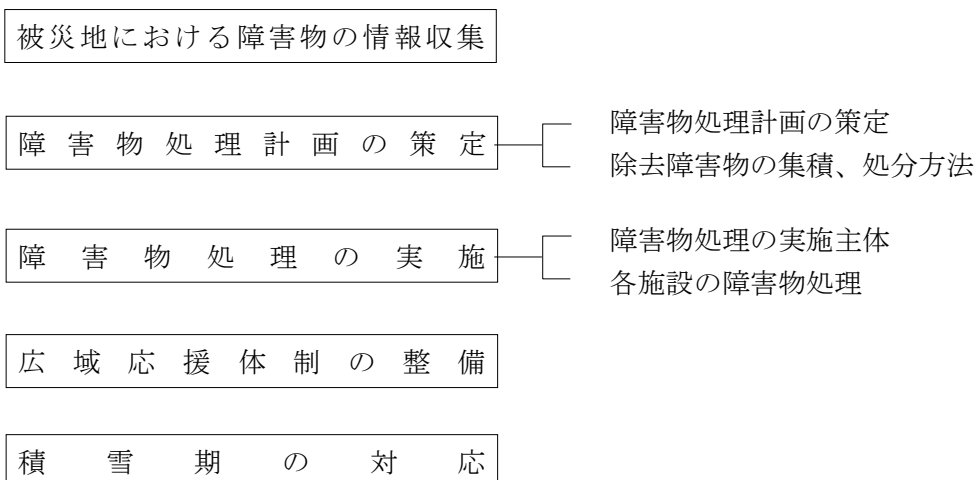 被災地における障害物の情報収集
障害物処理計画の策定
障害物処理計画の策定
除去障害物の集積、処分方法
障害物処理の実施
障害物処理の実施主体
各施設の障害物処理
広域応援体制の整備
積雪期の対応